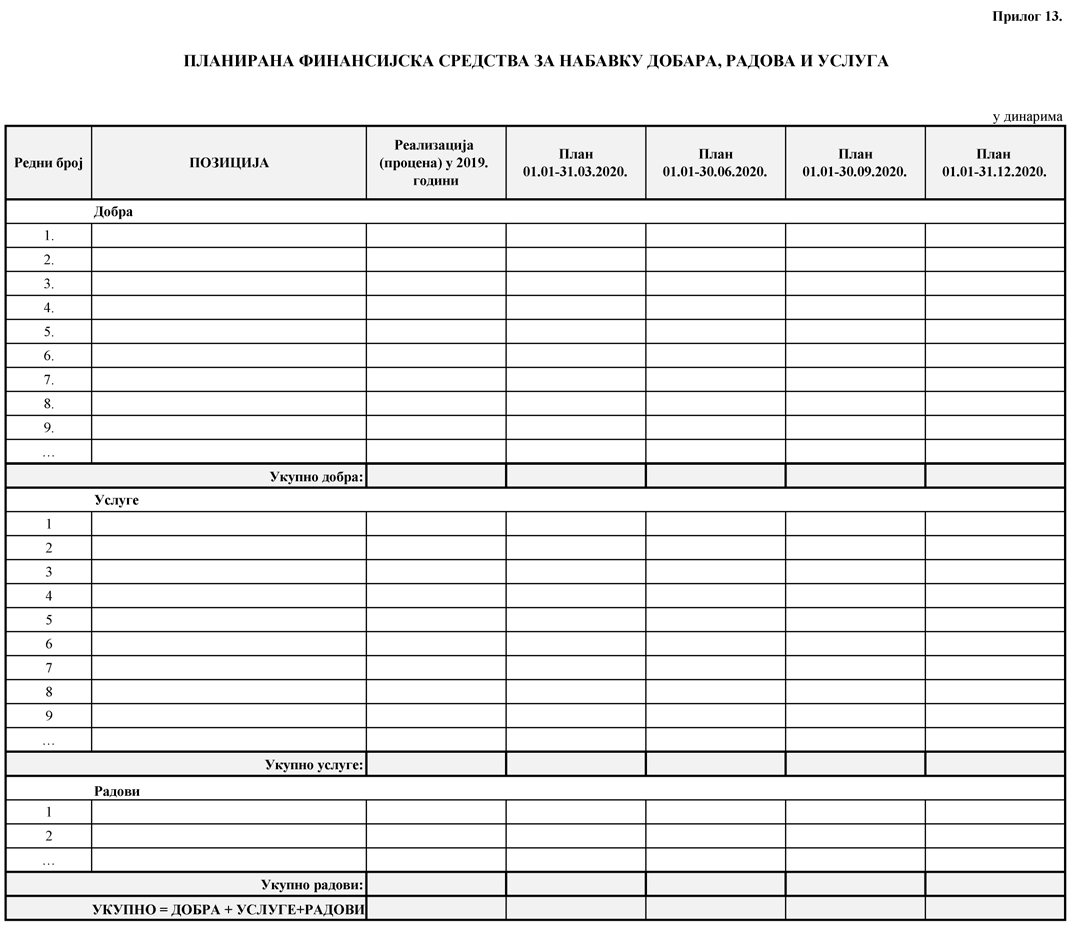 Прилог 13.
ПЛАНИРАНА ФИНАНСИЈСКА СРЕДСТВА ЗА НАБАВКУ ДОБАРА, РАДОВА И УСЛУГА
у динарима
Редни број ПОЗИЦИЈА Реализација (процена) у 2019. години План 01.01-31.03.2020. План 01.01-30.06.2020. План 01.01-30.09.2020. План 01.01-31.12.2020.
Добра
1.
2.
3.
4.
5.
6.
7.
8.
9.
…
Укупно добра:
Услуге
1
2
3
4
5
6
7
8
9
…
Укупно услуге:
Радови
1
2
…
Укупно радови:
УКУПНО = ДОБРА + УСЛУГЕ+РАДОВИ